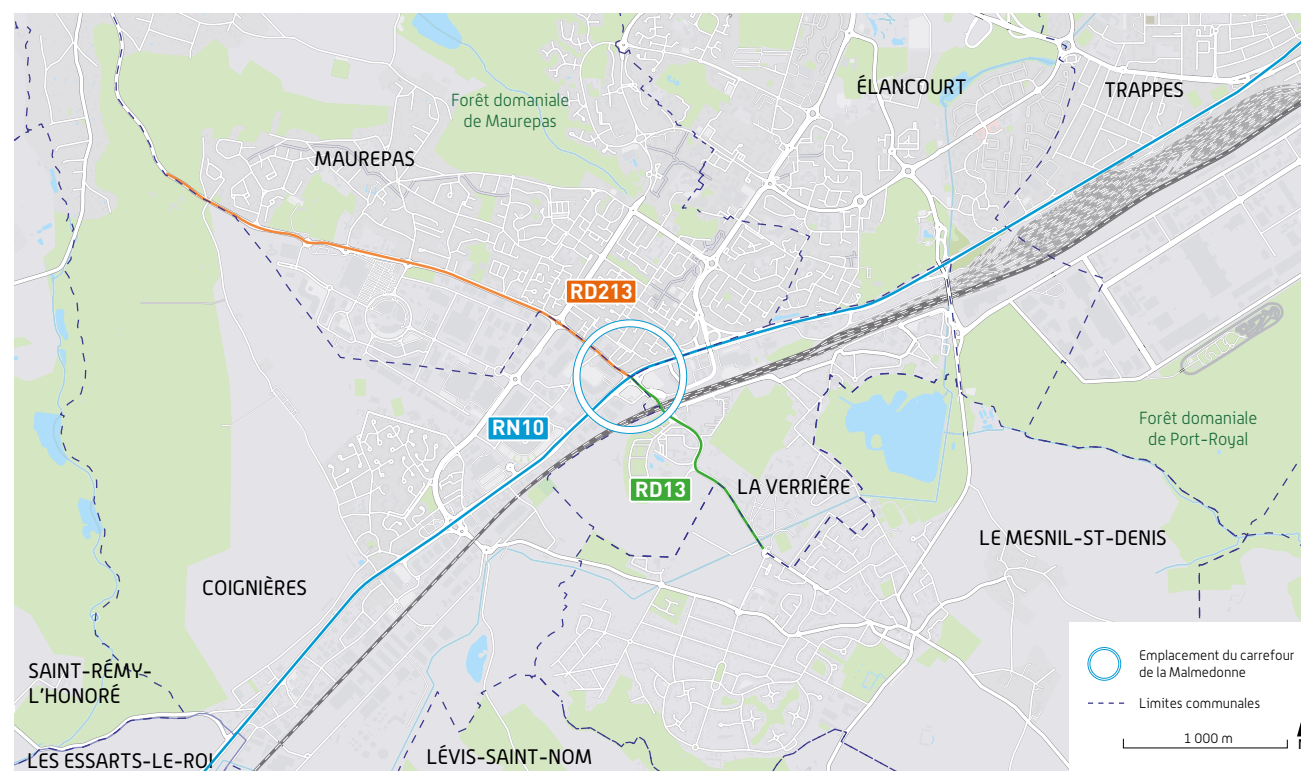 ÉLANCOURT
TRAPPES
Forêt domaniale
de Maurepas
MAUREPAS
RD213
Forêt domaniale
de Port-Royal
RN10
RD13
LA VERRIÈRE
LE MESNIL-ST-DENIS
COIGNIÈRES
SAINT-RÉMY-
L'HONORÉ
LES ESSARTS-LE-ROI
LÉVIS-SAINT-NOM
Emplacement du carrefour
de la Malmedonne
Limites communales
1 000 m